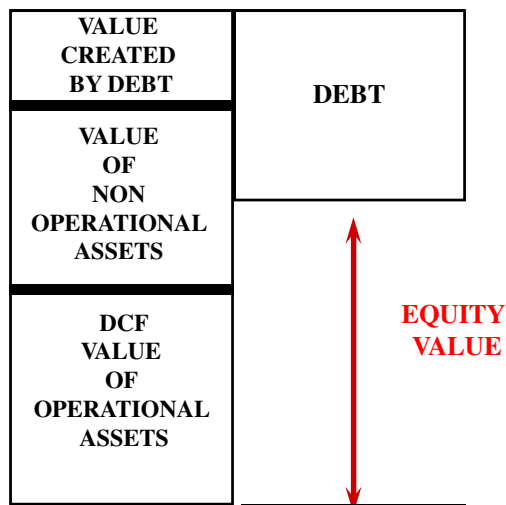 VALUE
CREATED
BY DEBT
DEBT
VALUE
OF
NON
OPERATIONAL
ASSETS
DCF
VALUE
OF
OPERATIONAL
ASSETS
EQUITY
VALUE